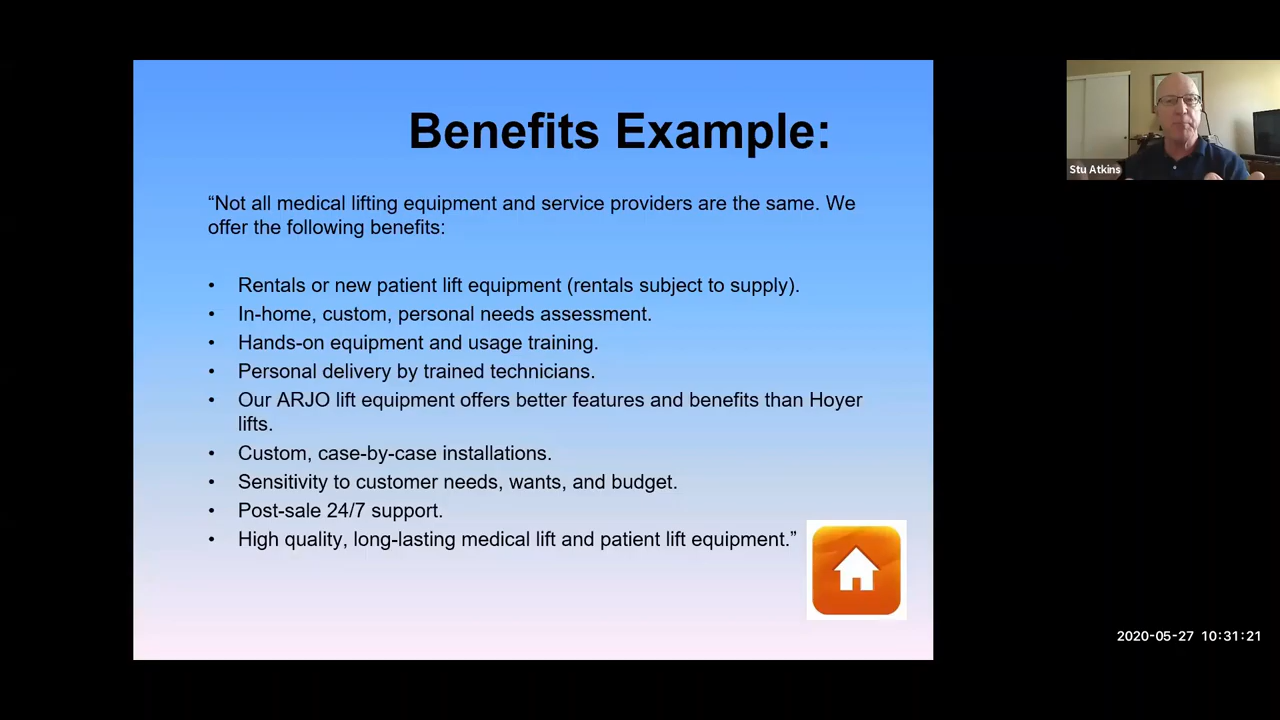 Benefits Example:
“Not all medical lifting equipment and service providers are the same. We
offer the following benefits:
• Rentals or new patient lift equipment (rentals subject to supply).
• In-home, custom, personal needs assessment.
• Hands-on equipment and usage training.
• Personal delivery by trained technicians.
• Our ARJO lift equipment offers better features and benefits than Hoyer
lifts.
• Custom, case-by-case installations.
• Sensitivity to customer needs, wants, and budget.
• Post-sale 24/7 support.
• High quality, long-lasting medical lift and patient lift equipment.”
Stu Atkins
2020-05-27 10:31:21